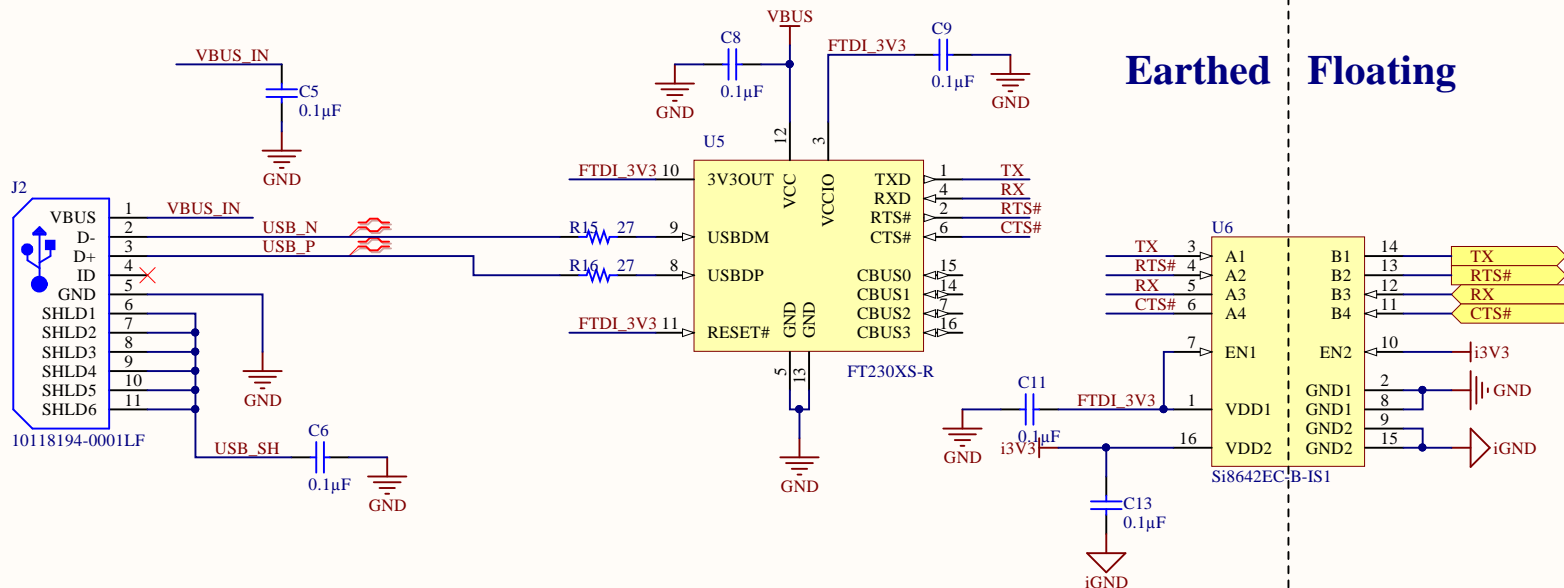 Earthed
Floating
VBUS_IN
C5
0.1µF
GND
J2
VBUS
D-
D+
ID
GND
SHLD1
SHLD2
SHLD3
SHLD4
SHLD5
SHLD6
1
2
3
4
5
6
7
8
9
10
11
10118194-0001LF
VBUS_IN
USB_N
USB_P
GND
USB_SH
C6
0.1µF
GND
VBUS
C8
0.1µF
GND
FTDI_3V3
C9
0.1µF
GND
U5
12
3
FTDI_3V3 10
3V3OUT
VCC
VCCIO
R15 27
9
USBDM
R16 27
8
USBDP
FTDI_3V3 11
RESET#
GND
GND
TXD
1
TX
RXD
4
RX
RTS#
2
RTS#
CTS#
6
CTS#
CBUS0
15
CBUS1
14
CBUS2
7
CBUS3
16
5
13
FT230XS-R
GND
U6
TX
3
A1
RTS#
4
A2
RX
5
A3
CTS#
6
A4
7
EN1
C11
0.1µF
GND
FTDI_3V3
1
VDD1
i3V3
16
VDD2
C13
0.1µF
iGND
B1
14
TX
B2
13
RTS#
B3
12
RX
B4
11
CTS#
EN2
10
i3V3
GND1
2
GND1
8
GND
GND2
9
GND2
15
iGND
Si8642EC-B-IS1